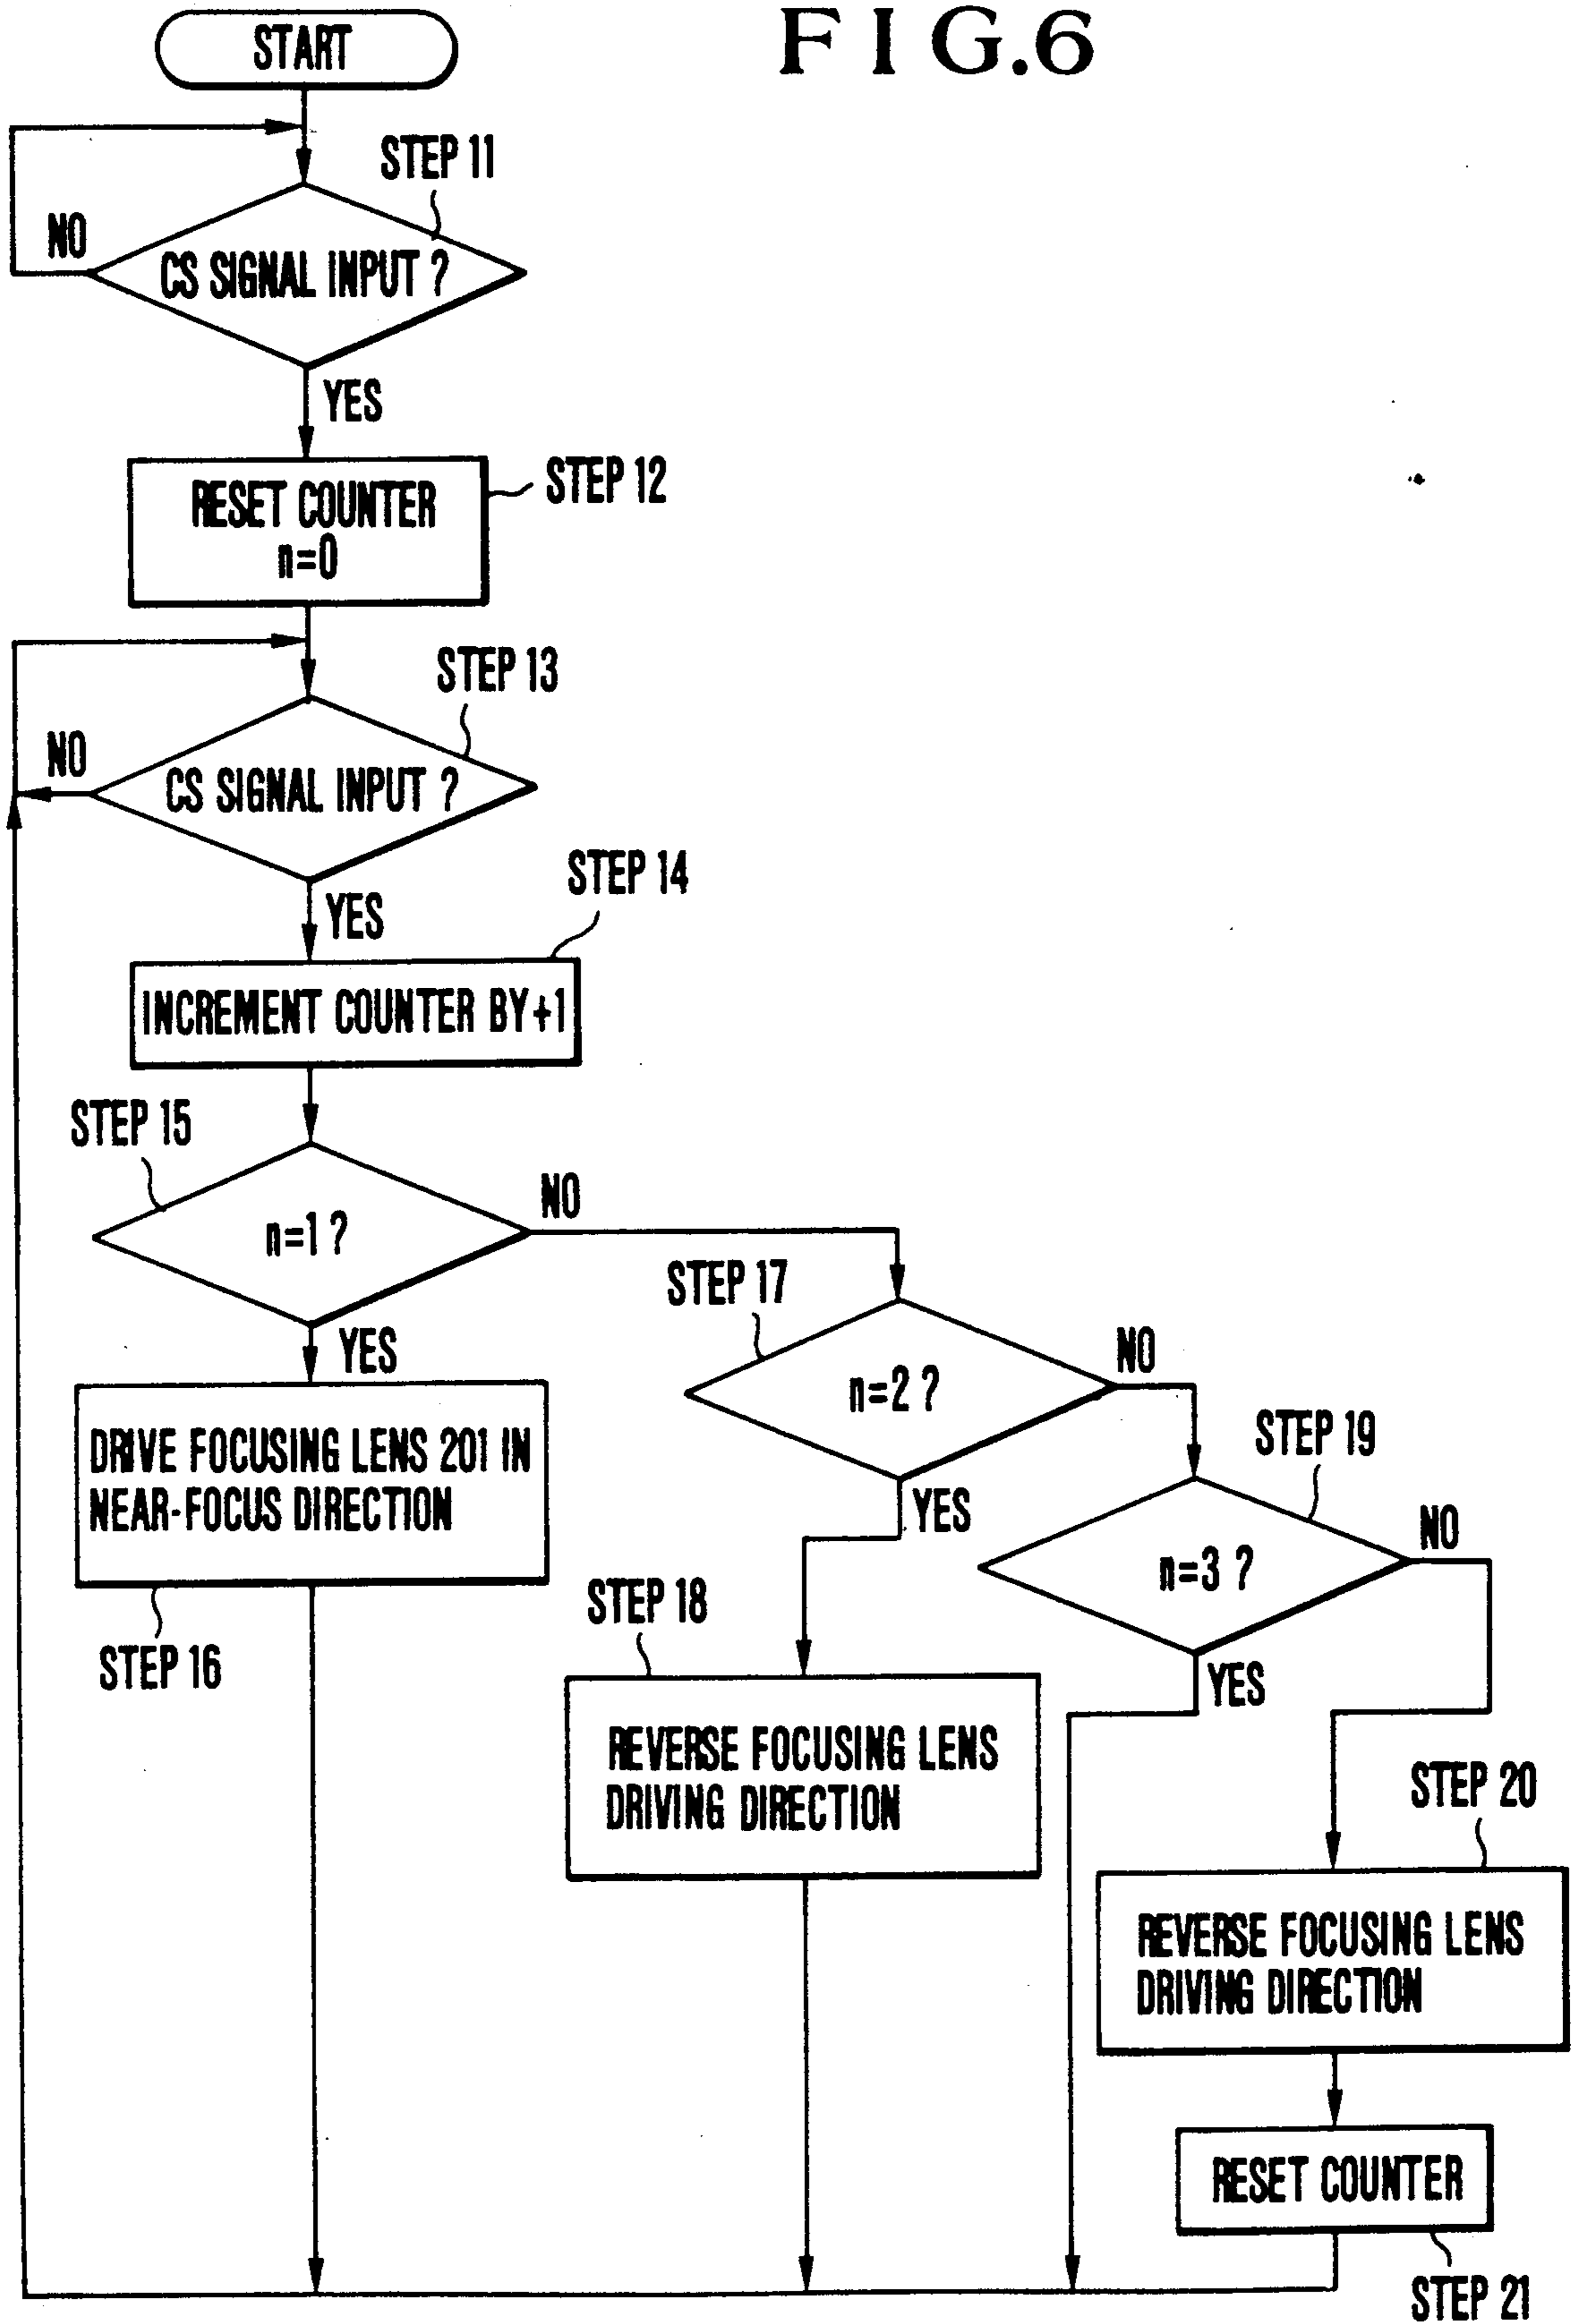 FIG.6
START
STEP 11
NO
CS SIGNAL INPUT ?
YES
STEP 12
RESET COUNTER
n=0
STEP 13
NO
CS SIGNAL INPUT ?
YES
STEP 14
INCREMENT COUNTER BY+1
STEP 15
n=1 ?
NO
YES
DRIVE FOCUSING LENS 201 IN
NEAR-FOCUS DIRECTION
STEP 16
STEP 17
n=2 ?
NO
YES
STEP 18
REVERSE FOCUSING LENS
DRIVING DIRECTION
STEP 19
n=3 ?
NO
YES
STEP 20
REVERSE FOCUSING LENS
DRIVING DIRECTION
RESET COUNTER
STEP 21